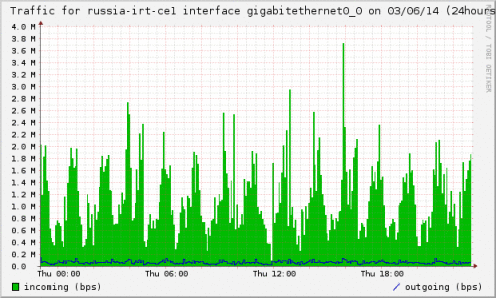 Traffic for russia-irt-ce1 interface gigabitethernet0_0 on 03/06/14 (24hours
RRDTOOL / TOBI OETIKER
4.0 M
3.8 M
3.6 M
3.4 M
3.2 M
3.0 M
2.8 M
2.6 M
2.4 M
2.2 M
2.0 M
1.8 M
1.6 M
1.4 M
1.2 M
1.0 M
0.8 M
0.6 M
0.4 M
0.2 M
0.0
Thu 00:00 Thu 06:00 Thu 12:00 Thu 18:00
incoming (bps) outgoing (bps)